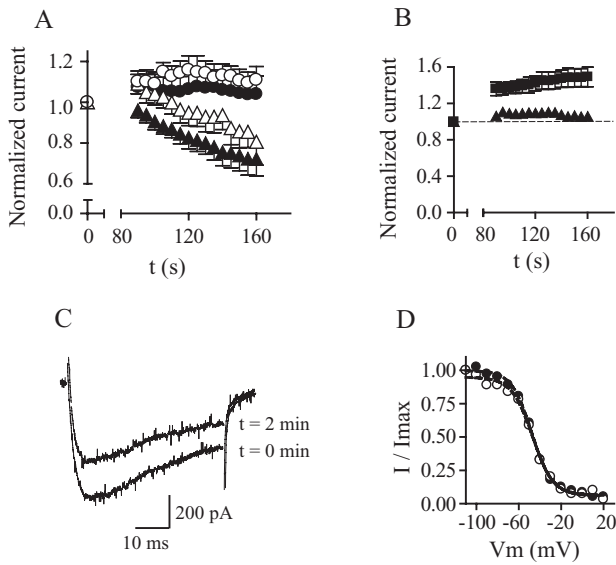 A
Normalized current
1.2
1.0
0.8
0.6
0.0
0
80
120
160
t (s)
B
Normalized current
1.6
1.2
0.8
0.4
0.0
0
80
120
160
t (s)
C
t = 2 min
t = 0 min
200 pA
10 ms
D
I / Imax
1.00
0.75
0.50
0.25
0.00
-100
-60
-20
20
Vm (mV)